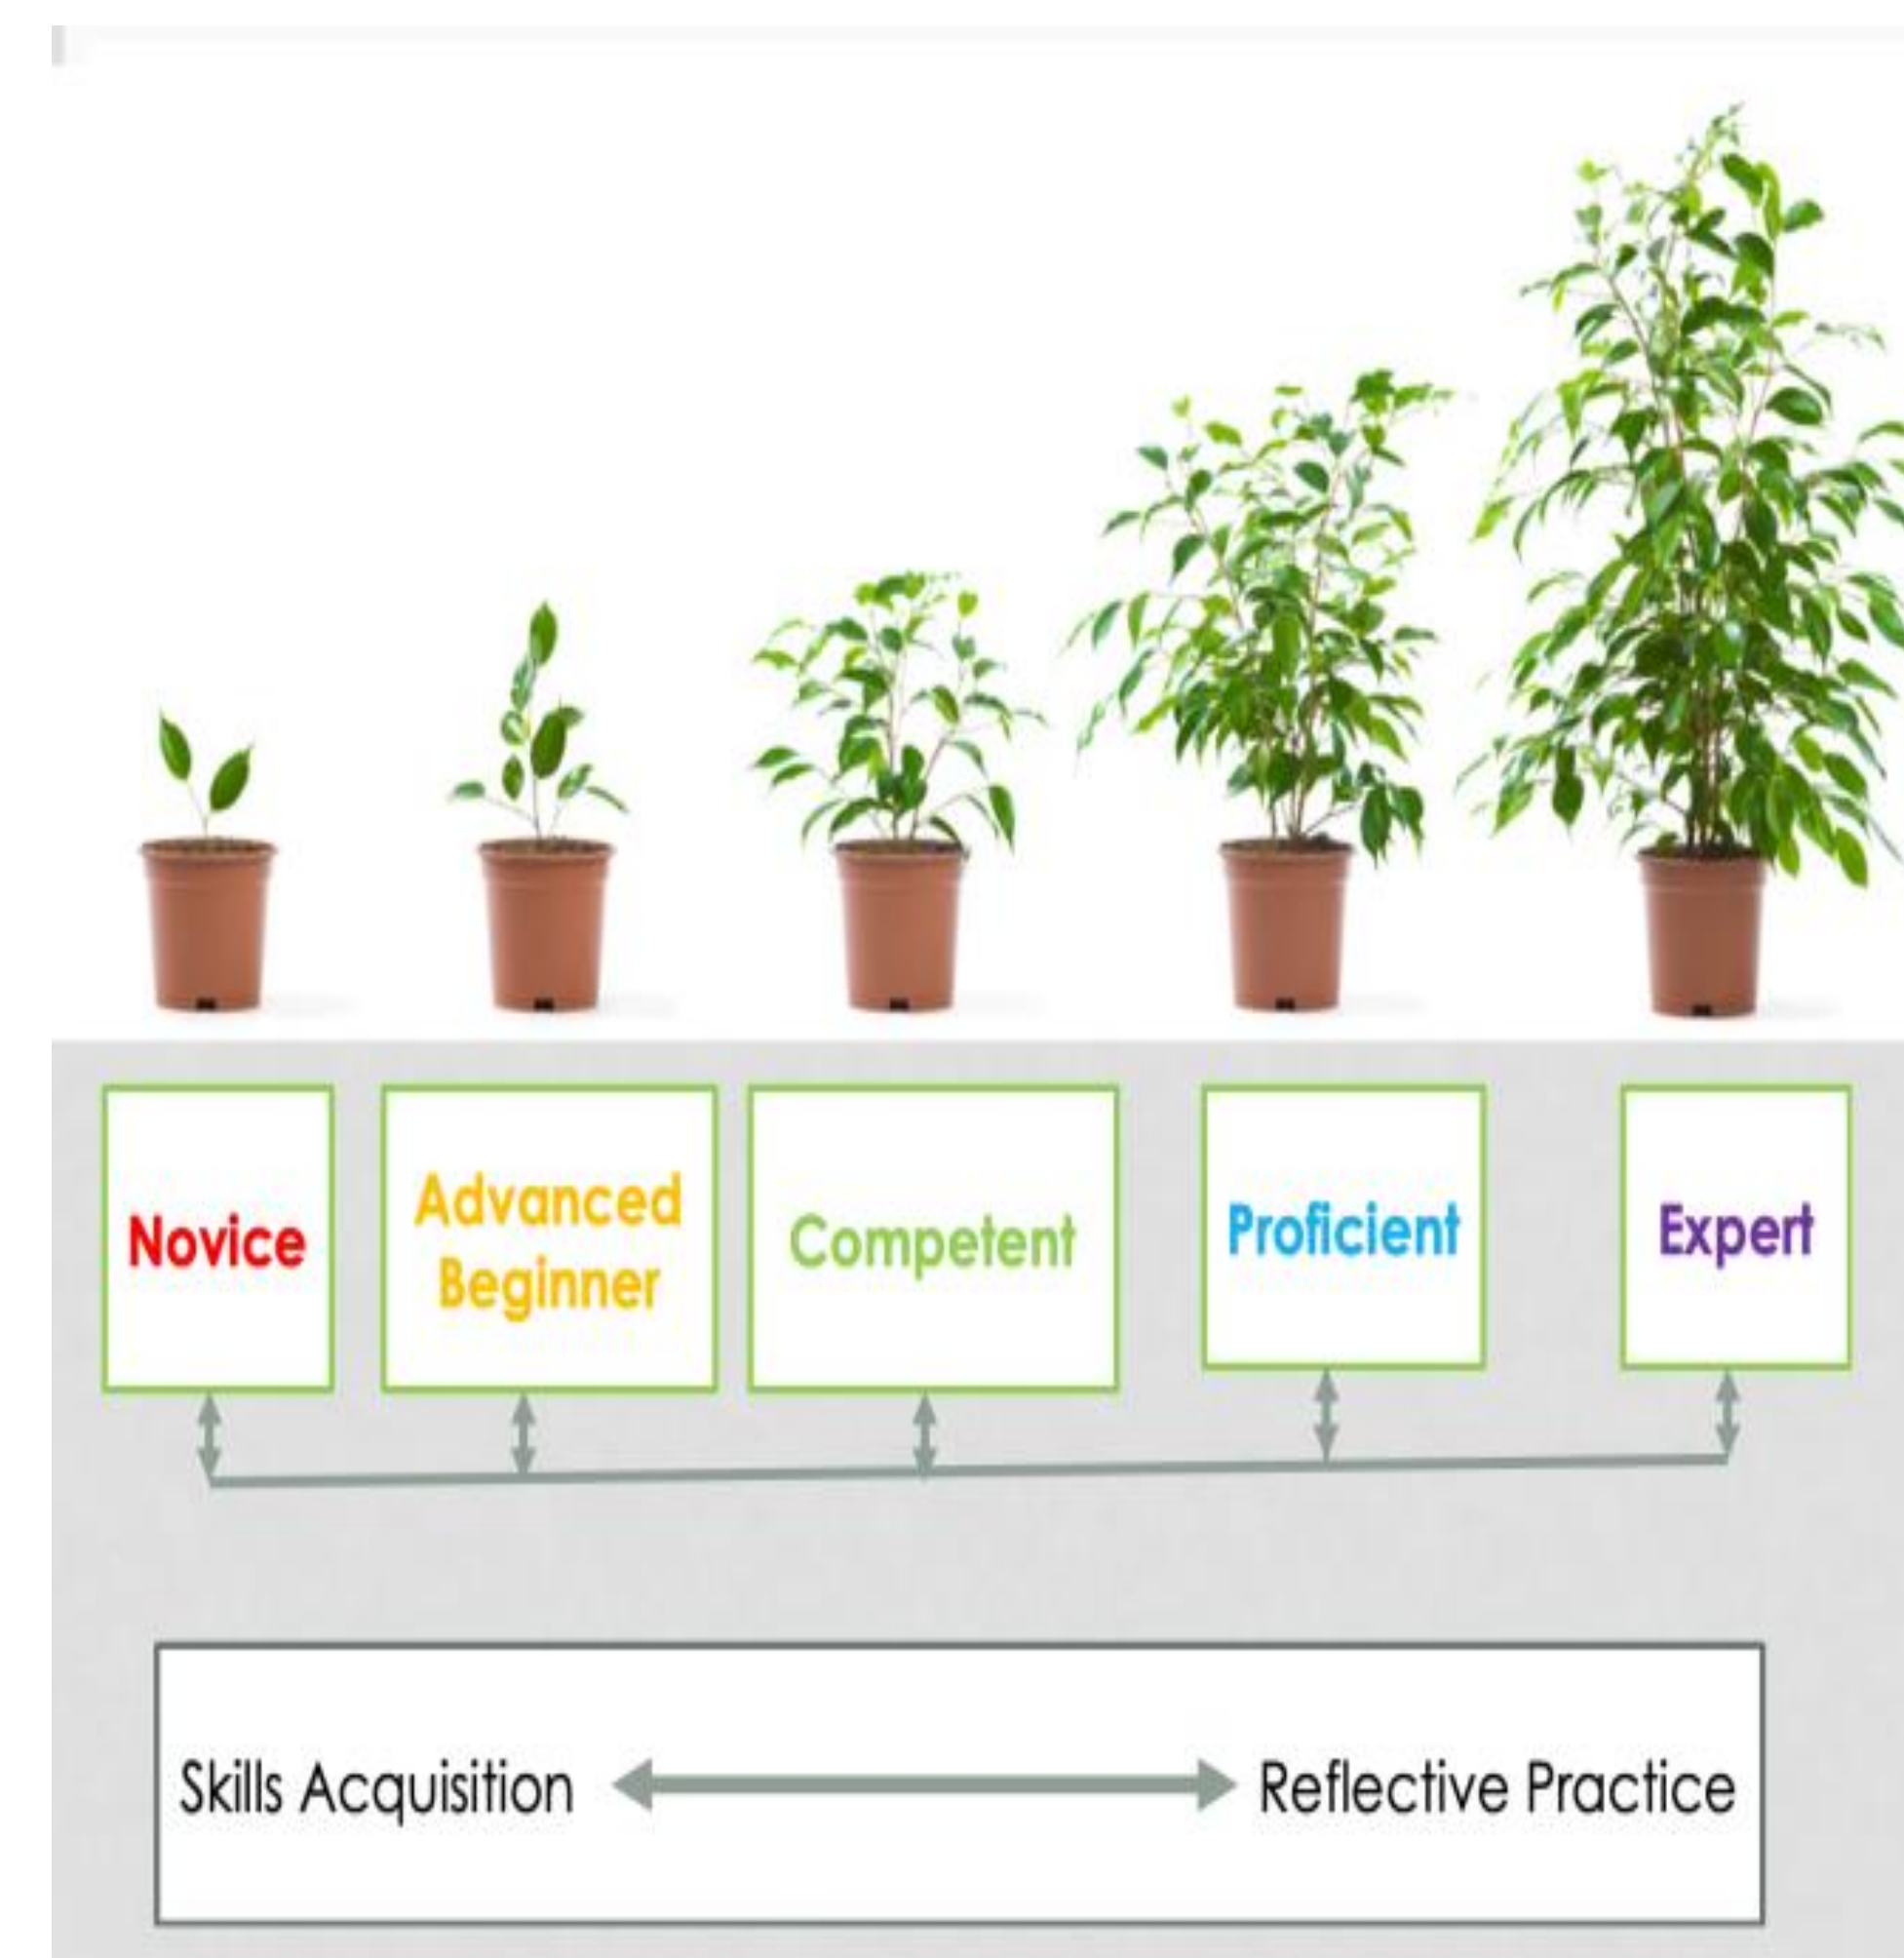 Novice
Advanced
Beginner
Competent
Proficient
Expert
Skills Acquisition
Reflective Practice